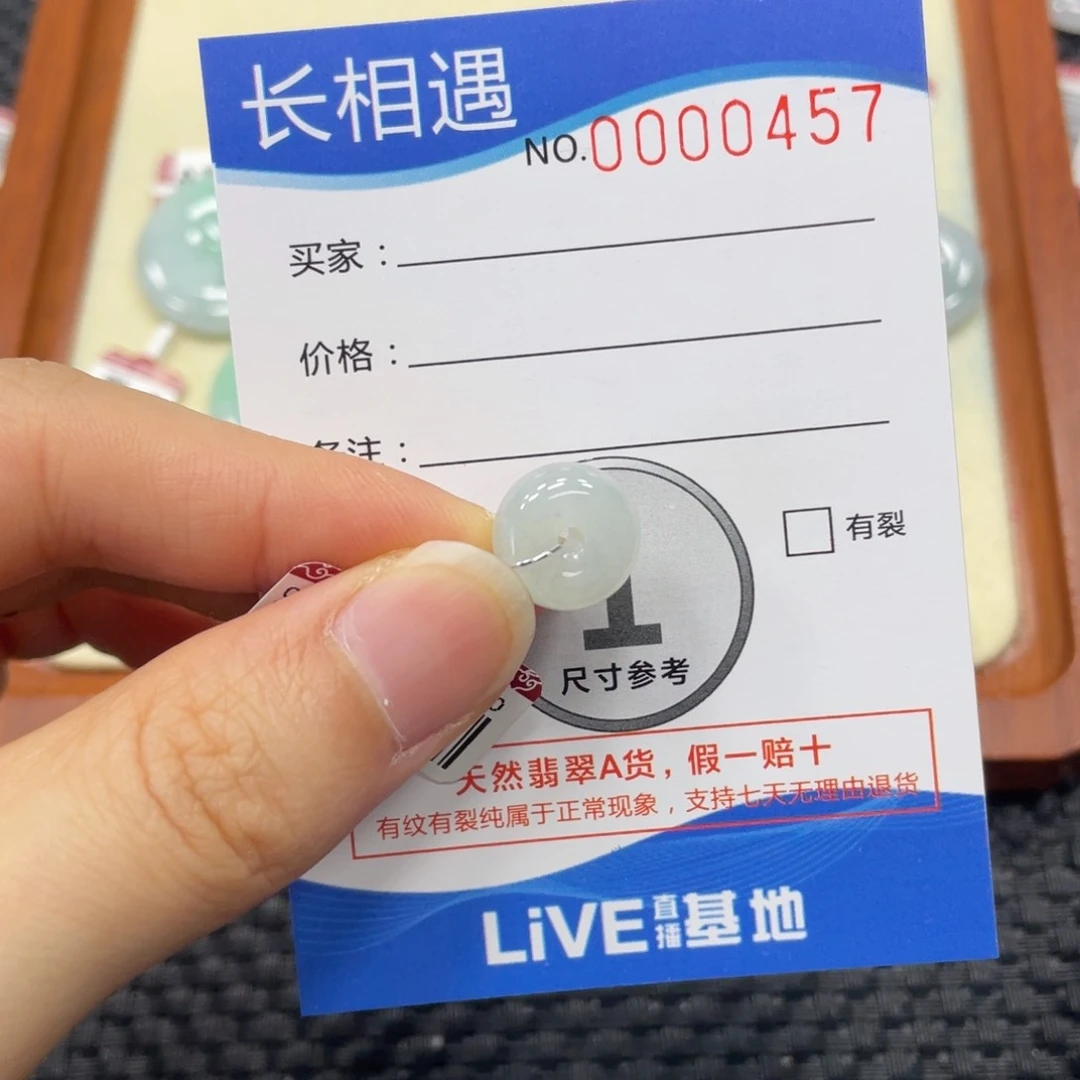 长相遇
NO.0000457
买家：
价格：
备注：
有裂
1
尺寸参考
天然翡翠A货，假一赔十
有纹有裂纯属于正常现象，支持七天无理由退货
LiVE直播基地